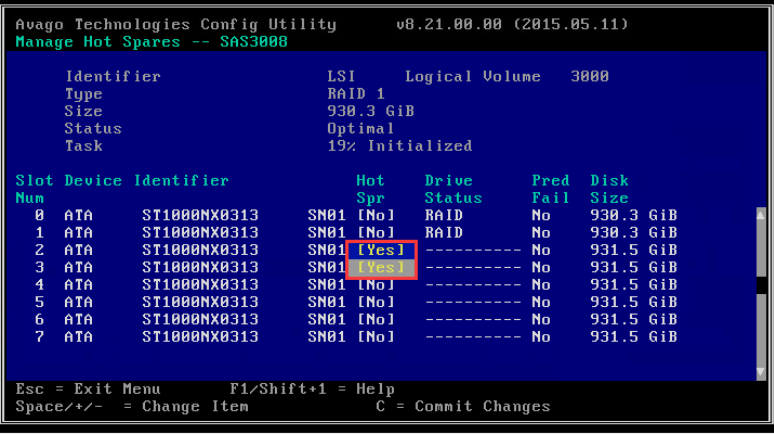 Avago Technologies Config Utility v8.21.00.00 (2015.05.11)
Manage Hot Spares -- SAS3008
Identifier LSI Logical Volume 3000
Type RAID 1
Size 930.3 GiB
Status Optimal
Task 19% Initialized
Slot Device Identifier Hot Drive Pred Disk
Num Spr Status Fail Size
0 ATA ST1000NX0313 SN01 [No] RAID No 930.3 GiB
1 ATA ST1000NX0313 SN01 [No] RAID No 930.3 GiB
2 ATA ST1000NX0313 SN01 [Yes] ---------- No 931.5 GiB
3 ATA ST1000NX0313 SN01 [Yes] ---------- No 931.5 GiB
4 ATA ST1000NX0313 SN01 [No] ---------- No 931.5 GiB
5 ATA ST1000NX0313 SN01 [No] ---------- No 931.5 GiB
6 ATA ST1000NX0313 SN01 [No] ---------- No 931.5 GiB
7 ATA ST1000NX0313 SN01 [No] ---------- No 931.5 GiB
Esc = Exit Menu F1/Shift+1 = Help
Space/+/- = Change Item C = Commit Changes